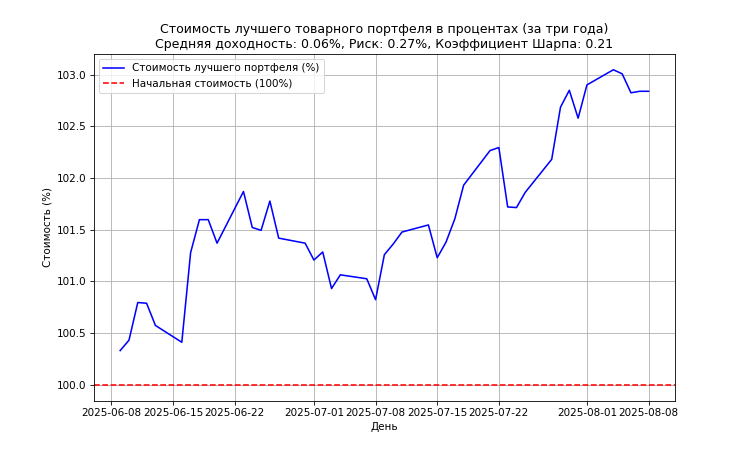 Стоимость лучшего товарного портфеля в процентах (за три года)
Средняя доходность: 0.06%, Риск: 0.27%, Коэффициент Шарпа: 0.21
Стоимость лучшего портфеля (%)
Начальная стоимость (100%)
103.0
102.5
102.0
101.5
101.0
100.5
100.0
Стоимость (%)
2025-06-08 2025-06-15 2025-06-22 2025-07-01 2025-07-08 2025-07-15 2025-07-22 2025-08-01 2025-08-08
День